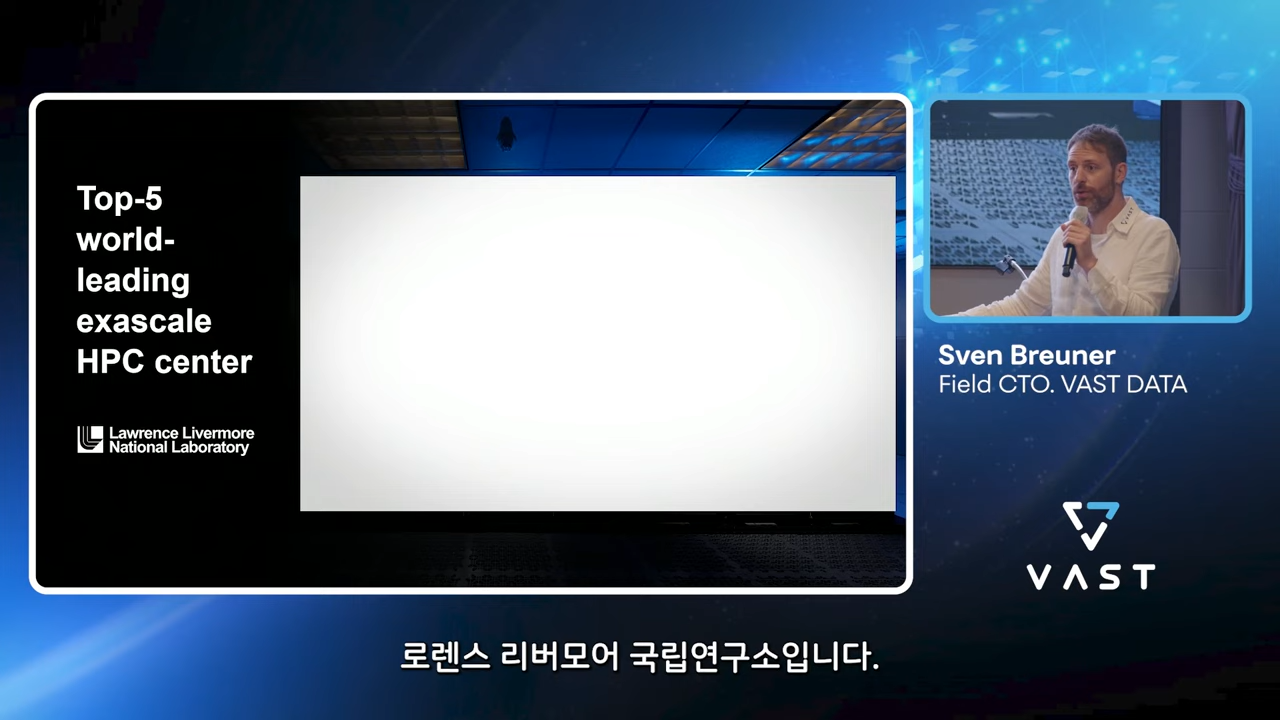 Top-5
world-
leading
exascale
HPC center
Lawrence Livermore
National Laboratory
VAST
Sven Breuner
Field CTO. VAST DATA
VAST
로렌스 리버모어 국립연구소입니다.